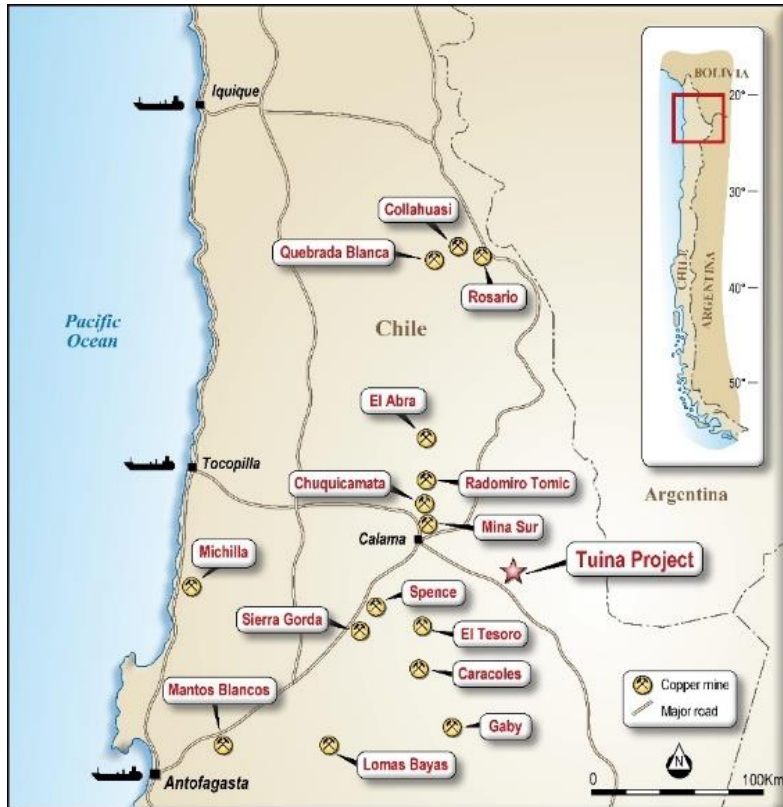 Iquique
BOLIVIA
20°
30°
CHILE
ARGENTINA
40°
50°
Collahuasi
Quebrada Blanca
Rosario
Pacific
Ocean
Chile
El Abra
Tocopilla
Chuquicamata
Radomiro Tomic
Argentina
Mina Sur
Calama
Michilla
Tuina Project
Spence
Sierra Gorda
El Tesoro
Caracoles
Mantos Blancos
Gaby
Lomas Bayas
Antofagasta
Copper mine
Major road
N
0
100Km